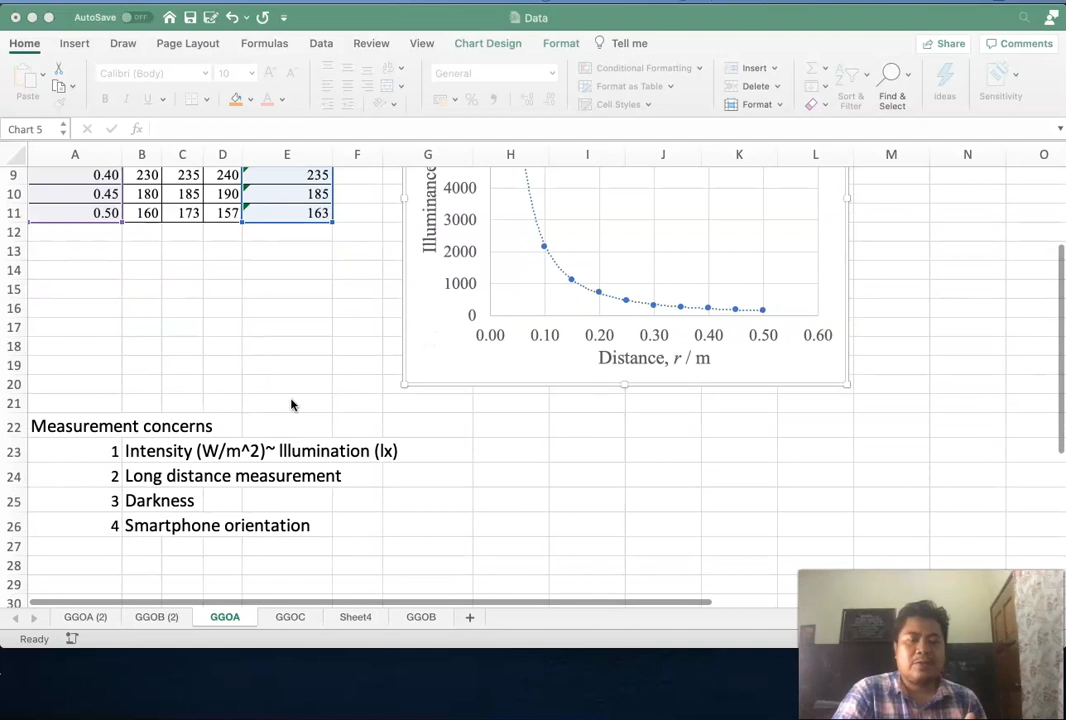 AutoSave OFF Data
Home Insert Draw Page Layout Formulas Data Review View Chart Design Format Tell me Share Comments
Paste Calibri (Body) 10 A A General Conditional Formatting Insert
B I U A % Format as Table Delete Sort & Filter Find & Select Ideas Sensitivity
Cell Styles Format
Chart 5 fx
A B C D E F G H I J K L M N O
9 0.40 230 235 240 235
10 0.45 180 185 190 185
11 0.50 160 173 157 163
12
13
14
15
16
17
18
19
20
21
22 Measurement concerns
23 1 Intensity (W/m^2)~ Illumination (lx)
24 2 Long distance measurement
25 3 Darkness
26 4 Smartphone orientation
27
28
29
30
Illuminance
4000
3000
2000
1000
0
0.00 0.10 0.20 0.30 0.40 0.50 0.60
Distance, r / m
GGOA (2) GGOB (2) GGOA GGOC Sheet4 GGOB +
Ready